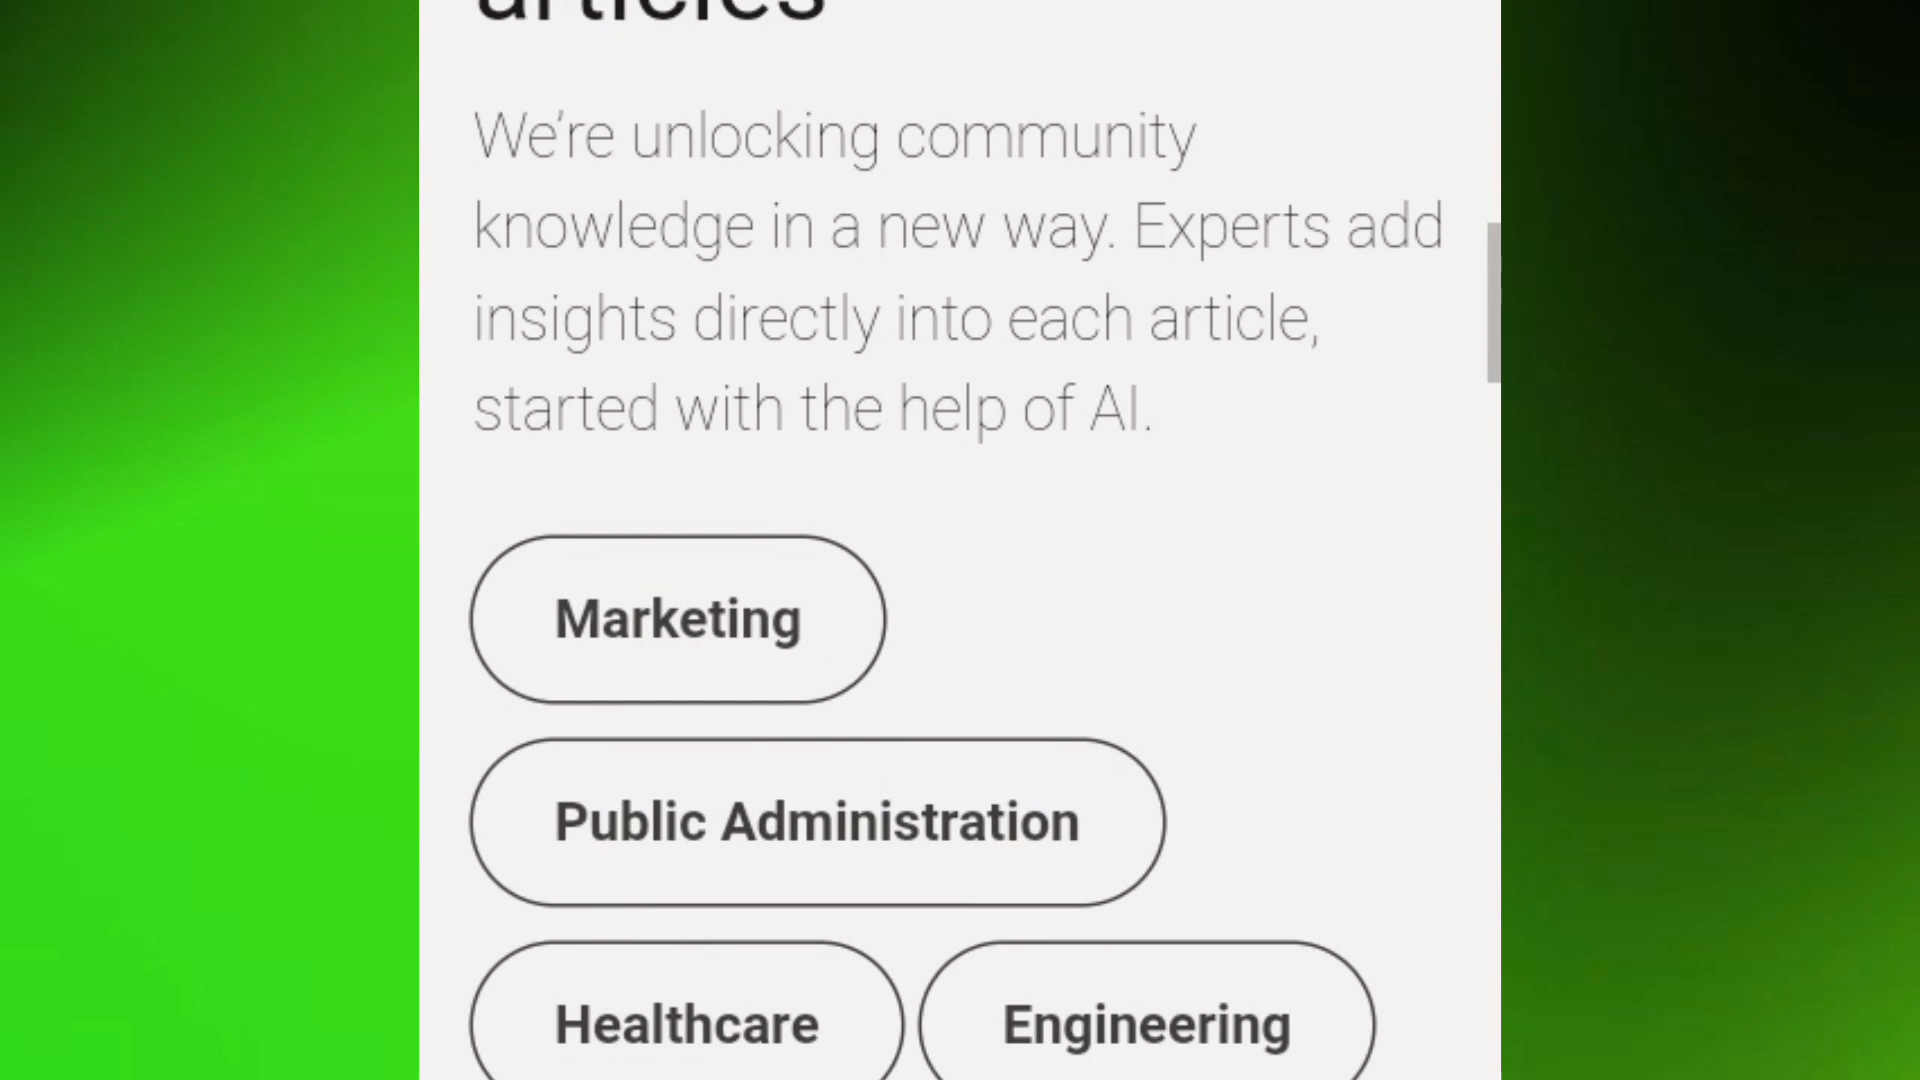 articles
We're unlocking community
knowledge in a new way. Experts add
insights directly into each article,
started with the help of AI.
Marketing
Public Administration
Healthcare
Engineering